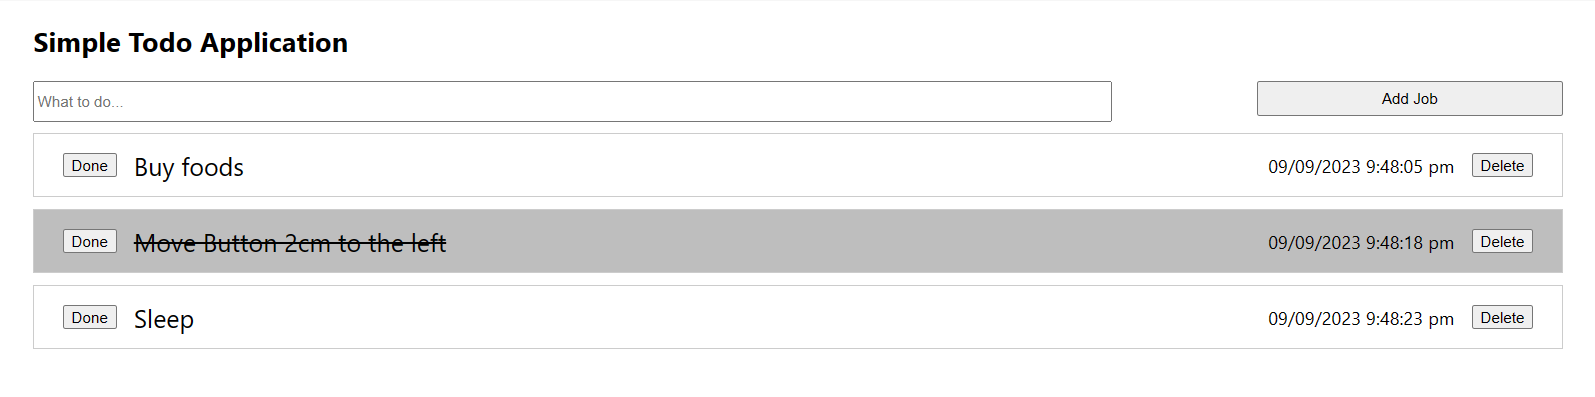 Simple Todo Application
What to do... Add Job
Done Buy foods 09/09/2023 9:48:05 pm Delete
Done Move Button 2cm to the left 09/09/2023 9:48:18 pm Delete
Done Sleep 09/09/2023 9:48:23 pm Delete